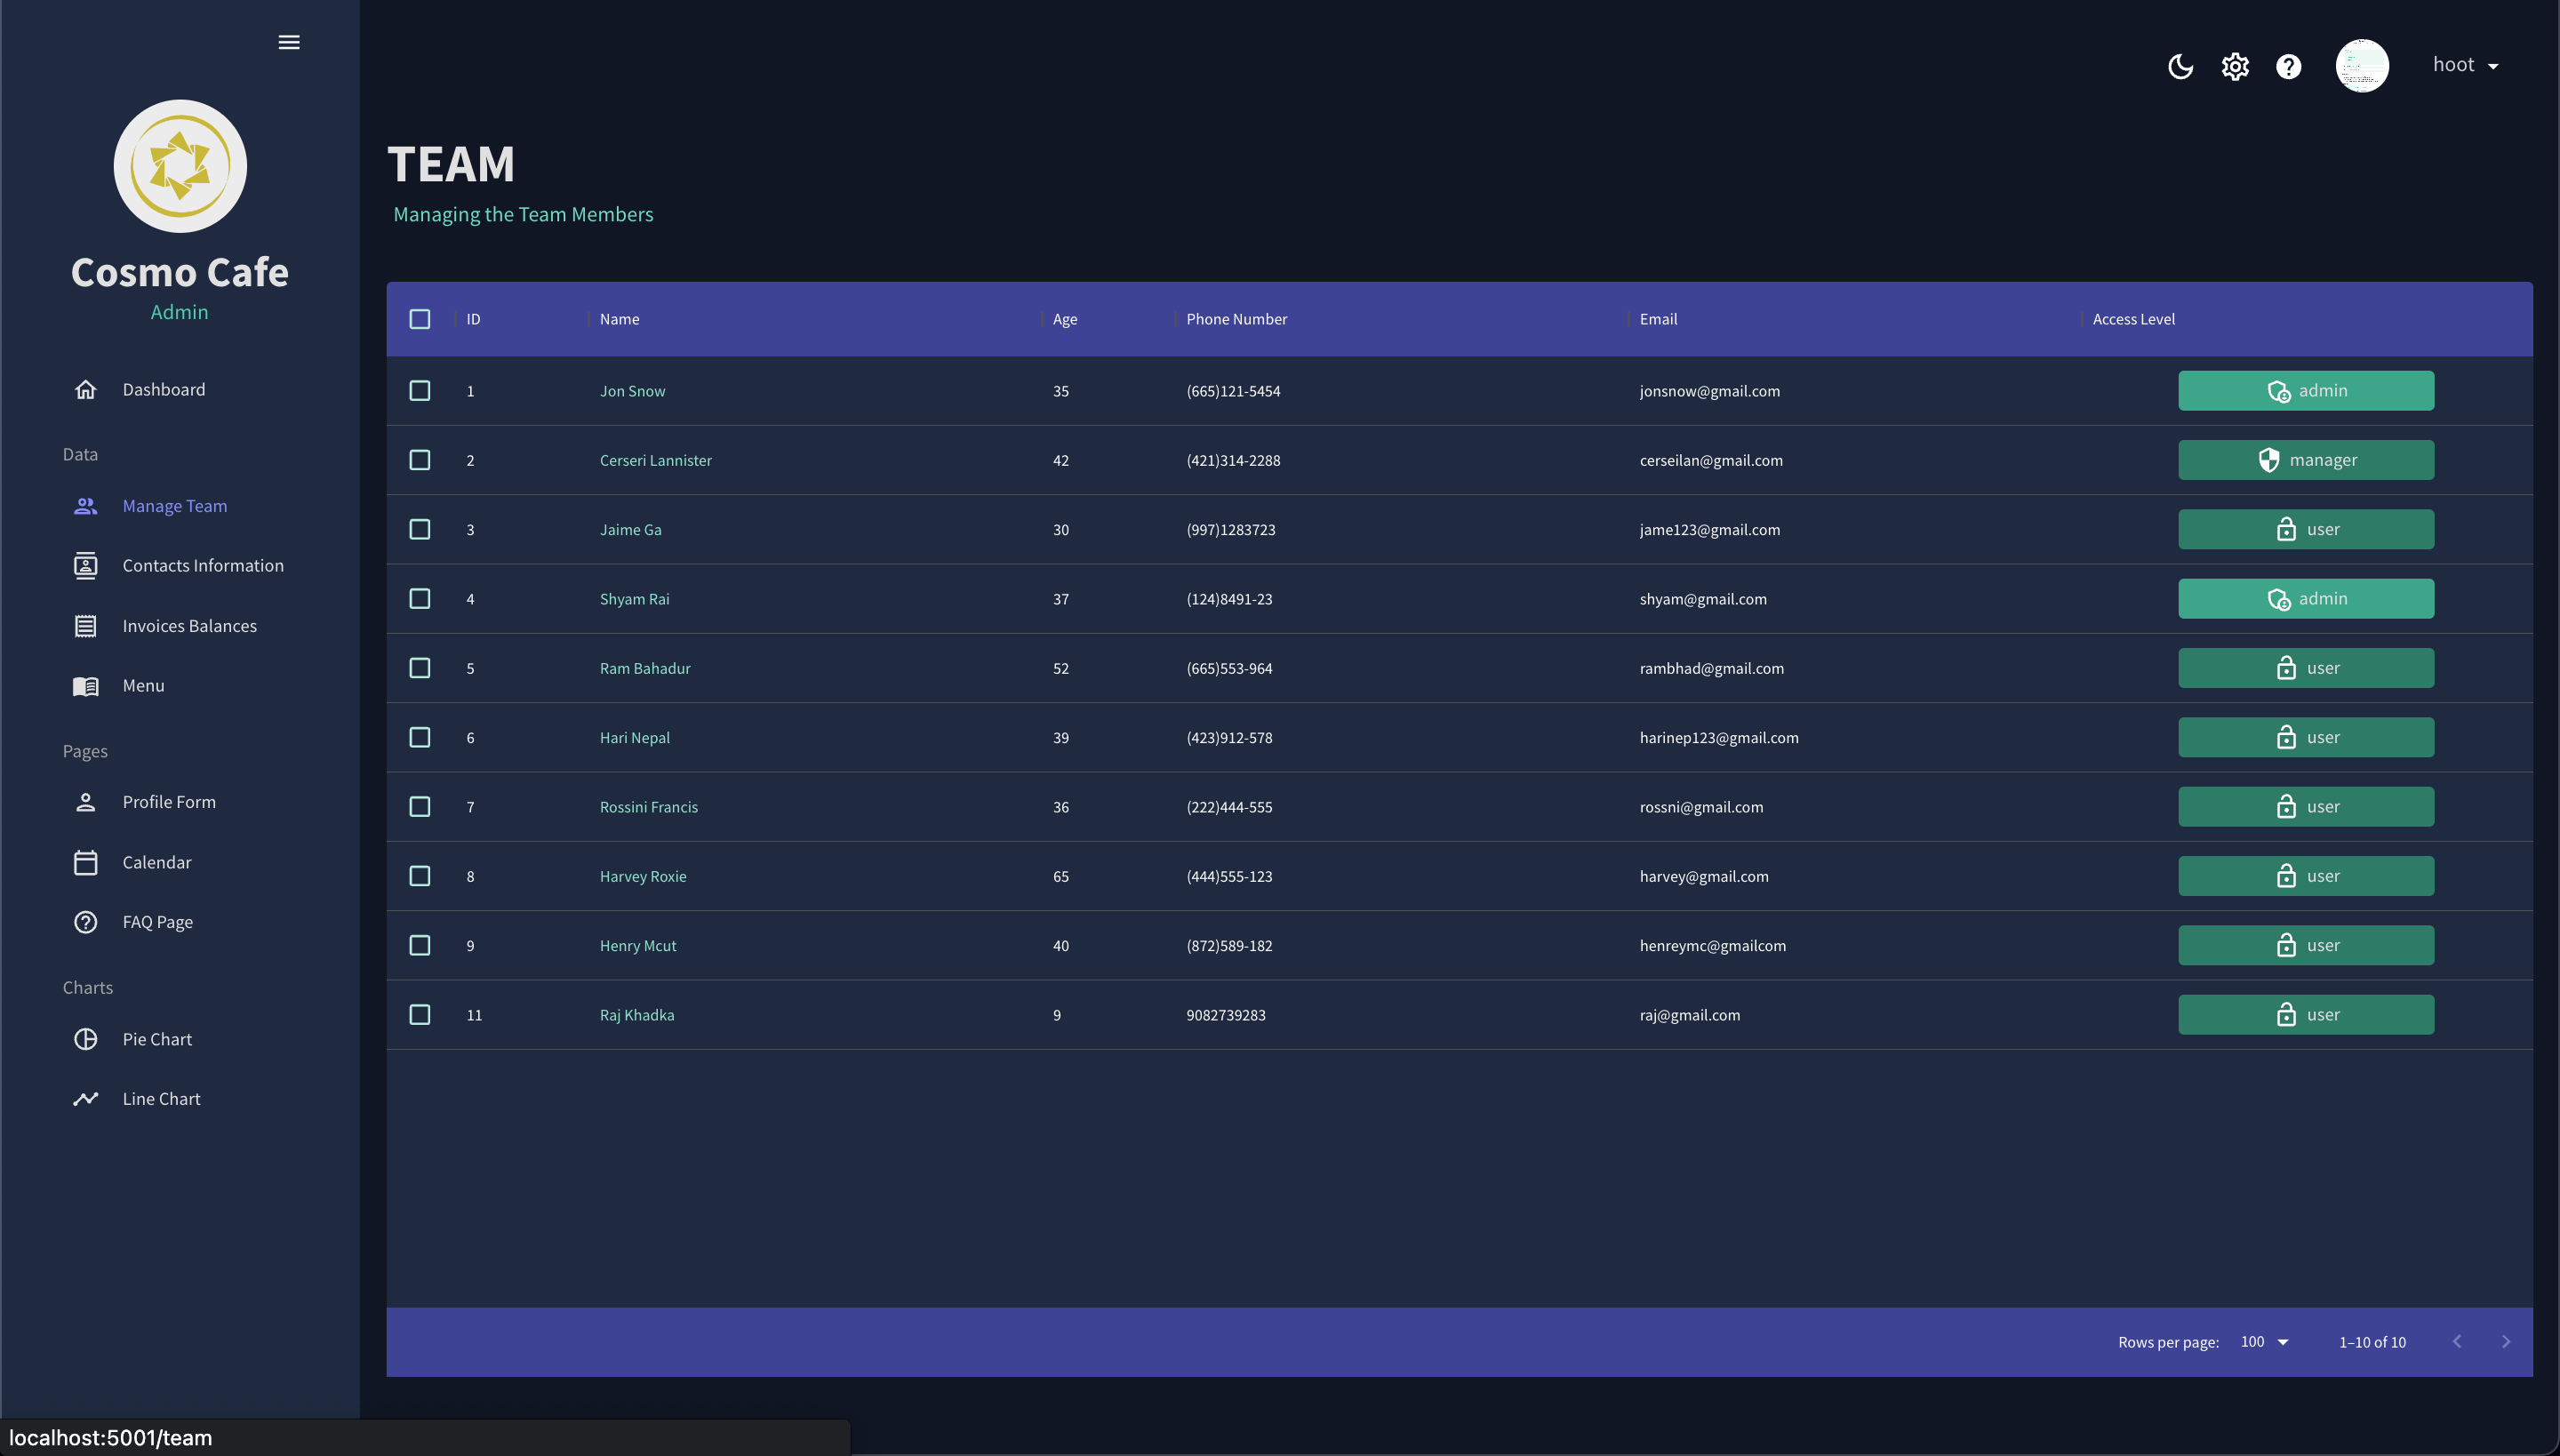 hoot
Cosmo Cafe
Admin
Dashboard
Data
Manage Team
Contacts Information
Invoices Balances
Menu
Pages
Profile Form
Calendar
FAQ Page
Charts
Pie Chart
Line Chart
TEAM
Managing the Team Members
ID Name Age Phone Number Email Access Level
1 Jon Snow 35 (665)121-5454 jonsnow@gmail.com admin
2 Cerseri Lannister 42 (421)314-2288 cerseilan@gmail.com manager
3 Jaime Ga 30 (997)1283723 jame123@gmail.com user
4 Shyam Rai 37 (124)8491-23 shyam@gmail.com admin
5 Ram Bahadur 52 (665)553-964 rambhad@gmail.com user
6 Hari Nepal 39 (423)912-578 harinep123@gmail.com user
7 Rossini Francis 36 (222)444-555 rossni@gmail.com user
8 Harvey Roxie 65 (444)555-123 harvey@gmail.com user
9 Henry Mcut 40 (872)589-182 henreymc@gmailcom user
11 Raj Khadka 9 9082739283 raj@gmail.com user
Rows per page: 100 1–10 of 10
localhost:5001/team